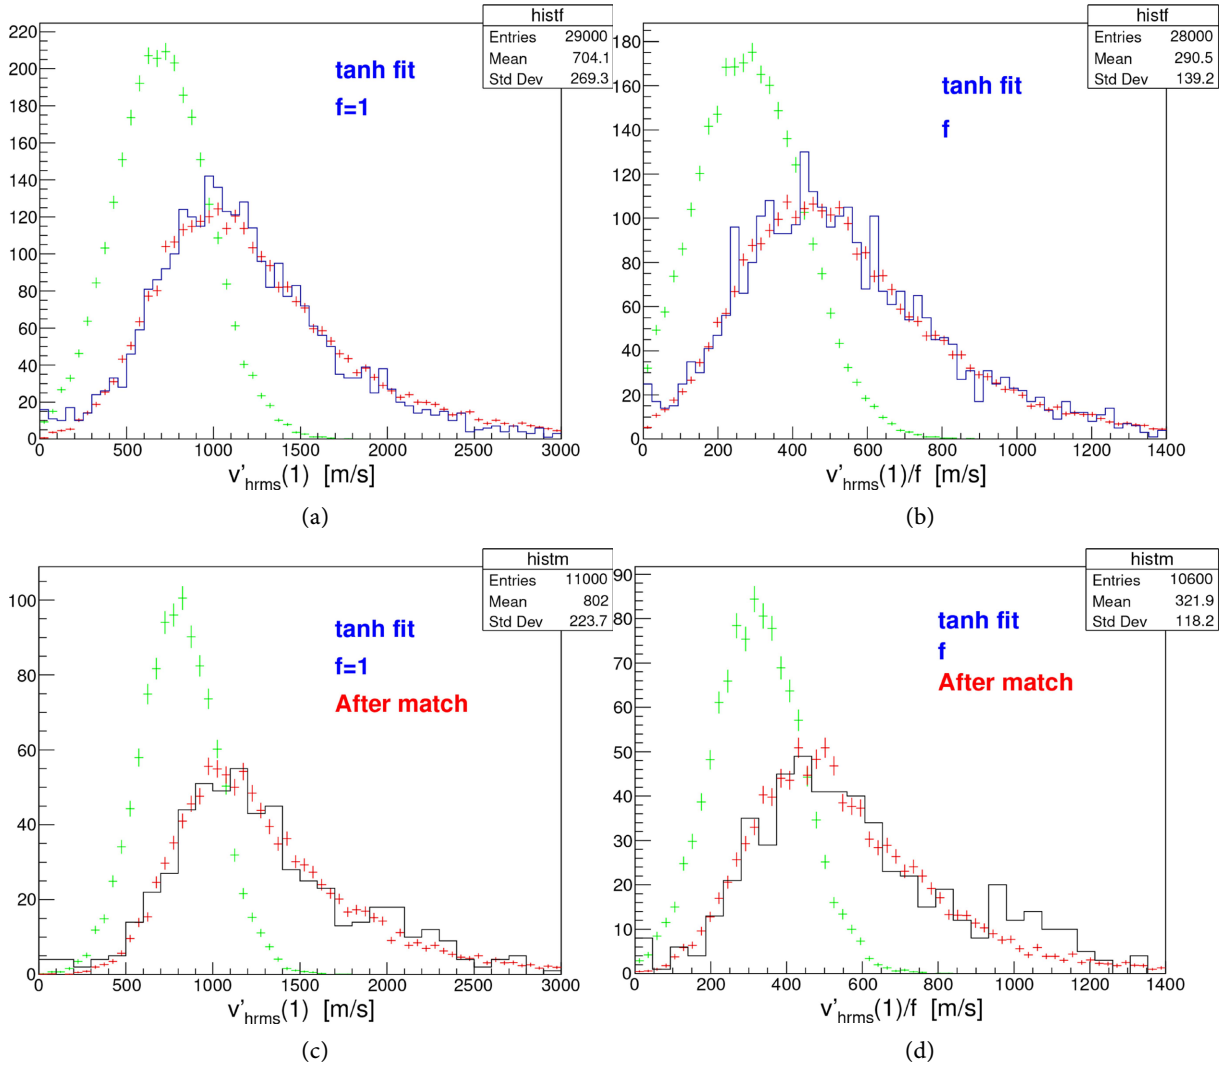 histf
Entries 29000
Mean 704.1
Std Dev 269.3
tanh fit
f=1
220
200
180
160
140
120
100
80
60
40
20
0
0 500 1000 1500 2000 2500 3000
v'hrms(1) [m/s]
(a)
histf
Entries 28000
Mean 290.5
Std Dev 139.2
tanh fit
f
180
160
140
120
100
80
60
40
20
0
0 200 400 600 800 1000 1200 1400
v'hrms(1)/f [m/s]
(b)
histm
Entries 11000
Mean 802
Std Dev 223.7
tanh fit
f=1
After match
100
80
60
40
20
0
0 500 1000 1500 2000 2500 3000
v'hrms(1) [m/s]
(c)
histm
Entries 10600
Mean 321.9
Std Dev 118.2
tanh fit
f
After match
90
80
70
60
50
40
30
20
10
0
0 200 400 600 800 1000 1200 1400
v'hrms(1)/f [m/s]
(d)